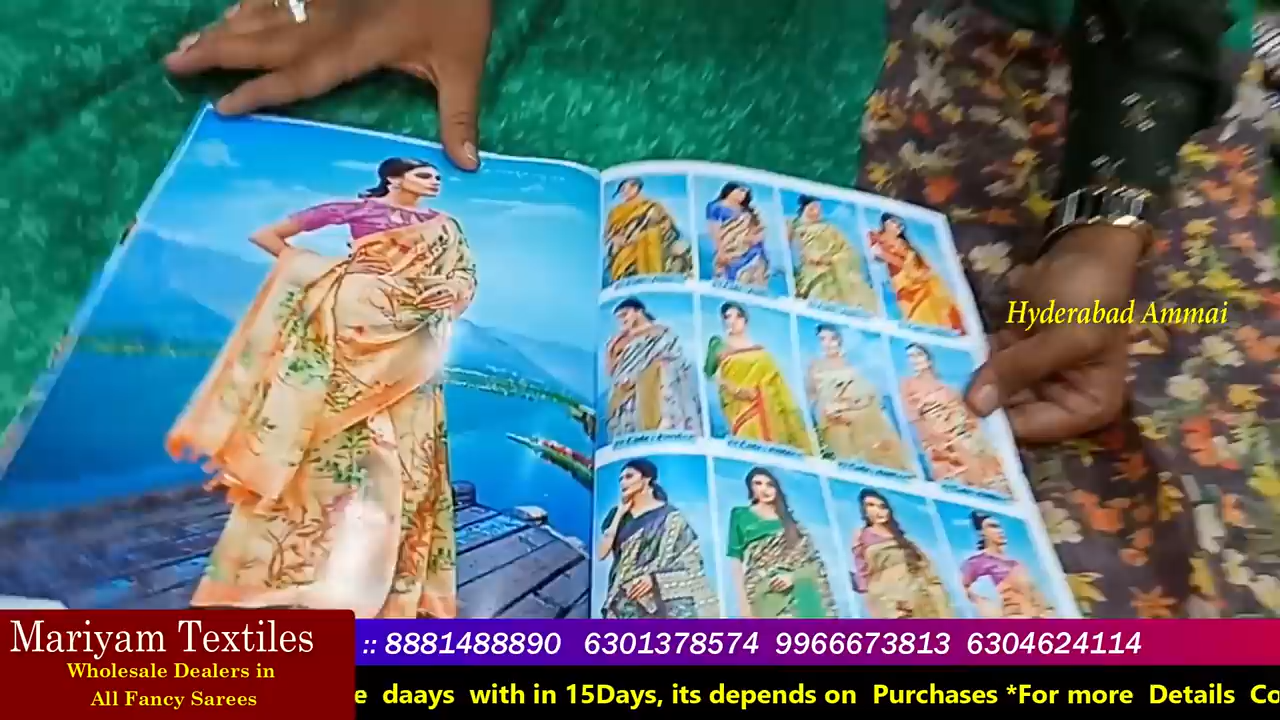 Hyderabad Ammai
Mariyam Textiles
Wholesale Dealers in
All Fancy Sarees
:: 8881488890 6301378574 9966673813 6304624114
e daays with in 15Days, its depends on Purchases *For more Details Co